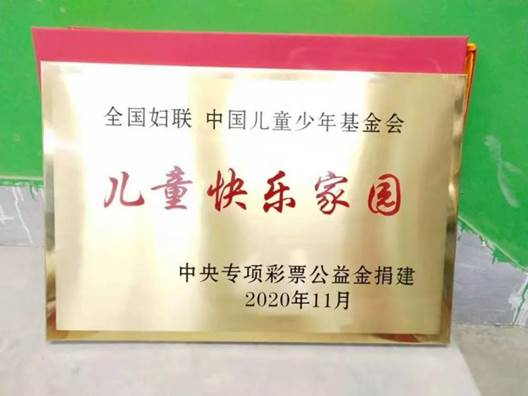 全国妇联 中国儿童少年基金会
儿童快乐家园
中央专项彩票公益金捐建
2020年11月